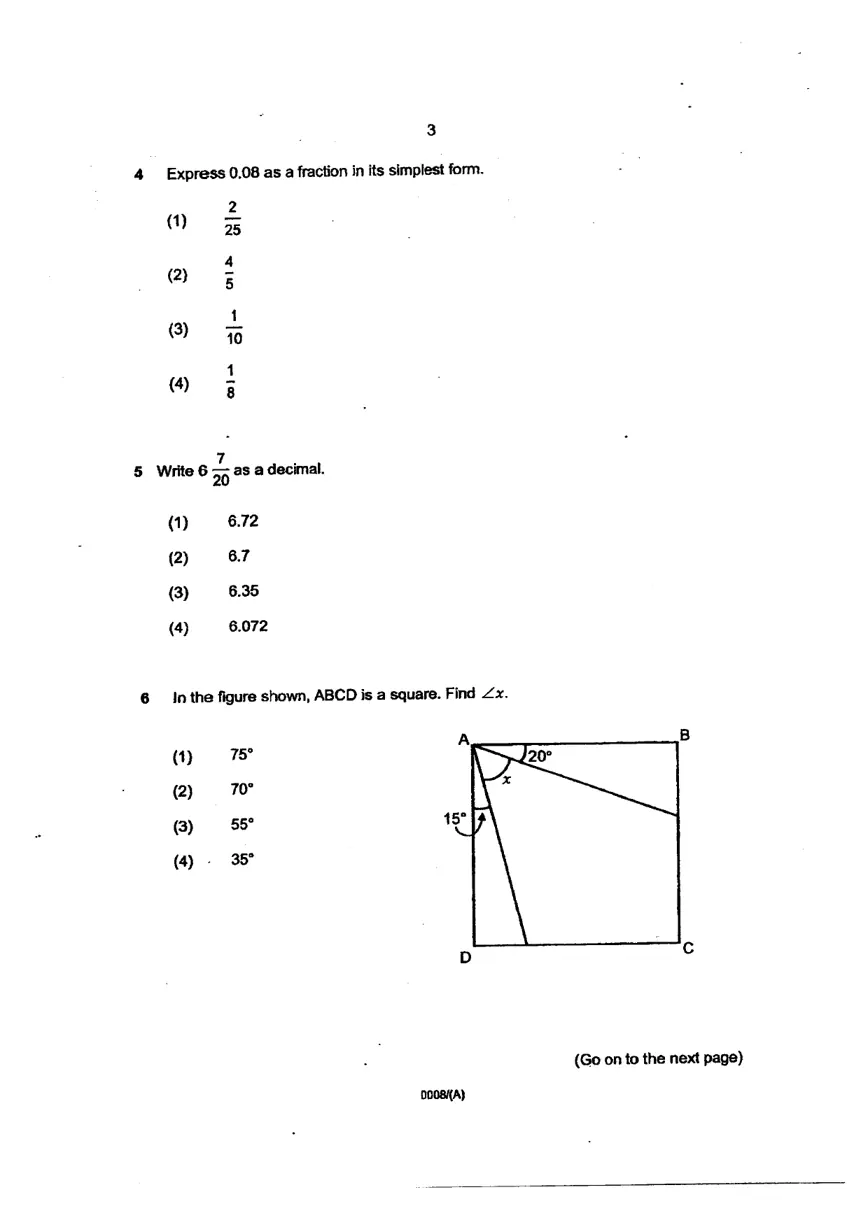 3
4 Express 0.08 as a fraction in its simplest form.
(1) 2/25
(2) 4/5
(3) 1/10
(4) 1/8
5 Write 6 7/20 as a decimal.
(1) 6.72
(2) 6.7
(3) 6.35
(4) 6.072
6 In the figure shown, ABCD is a square. Find ∠x.
(1) 75°
(2) 70°
(3) 55°
(4) 35°
A
B
20°
x
15°
D
C
(Go on to the next page)
0008/(A)